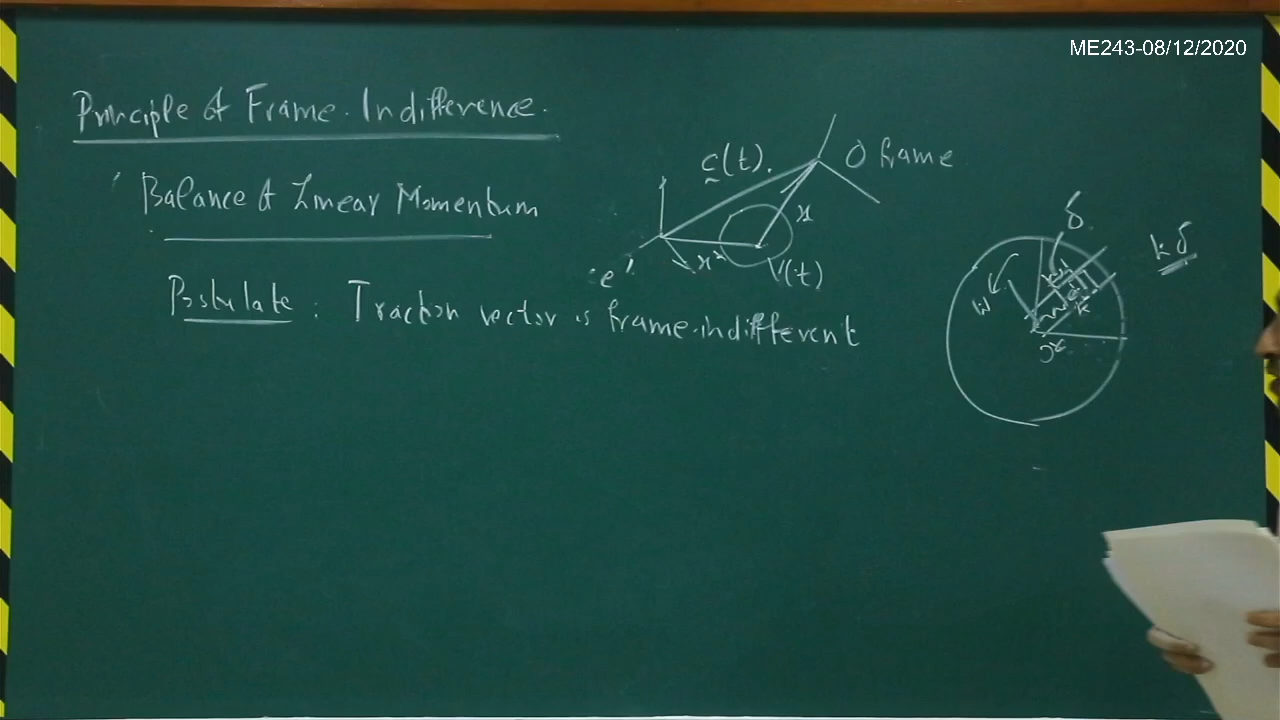 ME243-08/12/2020
Principle of Frame-Indifference.
Balance of Linear Momentum
Postulate : Traction vector is frame-indifferent
c(t).
O frame
x
x*
'e'
V(t)
δ.
kδ
ω
k